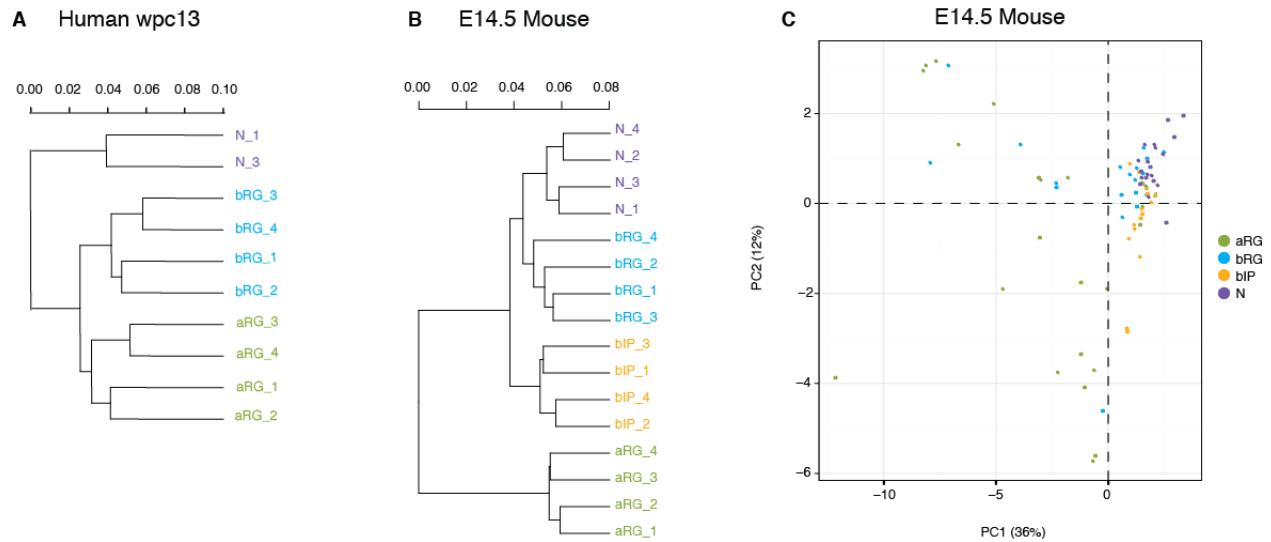 A Human wpc13
0.00 0.02 0.04 0.06 0.08 0.10
N_1
N_3
bRG_3
bRG_4
bRG_1
bRG_2
aRG_3
aRG_4
aRG_1
aRG_2
B E14.5 Mouse
0.00 0.02 0.04 0.06 0.08
N_4
N_2
N_3
N_1
bRG_4
bRG_2
bRG_1
bRG_3
bIP_3
bIP_1
bIP_4
bIP_2
aRG_4
aRG_3
aRG_2
aRG_1
C E14.5 Mouse
PC2 (12%)
2
0
−2
−4
−6
−10 −5 0
PC1 (36%)
aRG
bRG
bIP
N